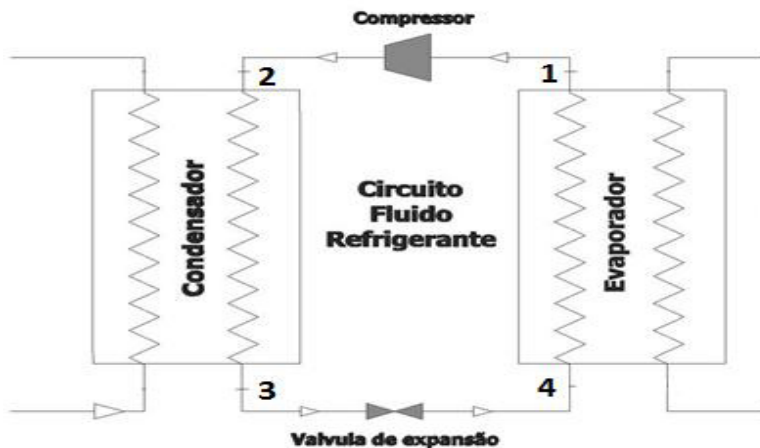 Compressor
2
1
Condensador
Circuito
Fluido
Refrigerante
Evaporador
3
4
Valvula de expansão